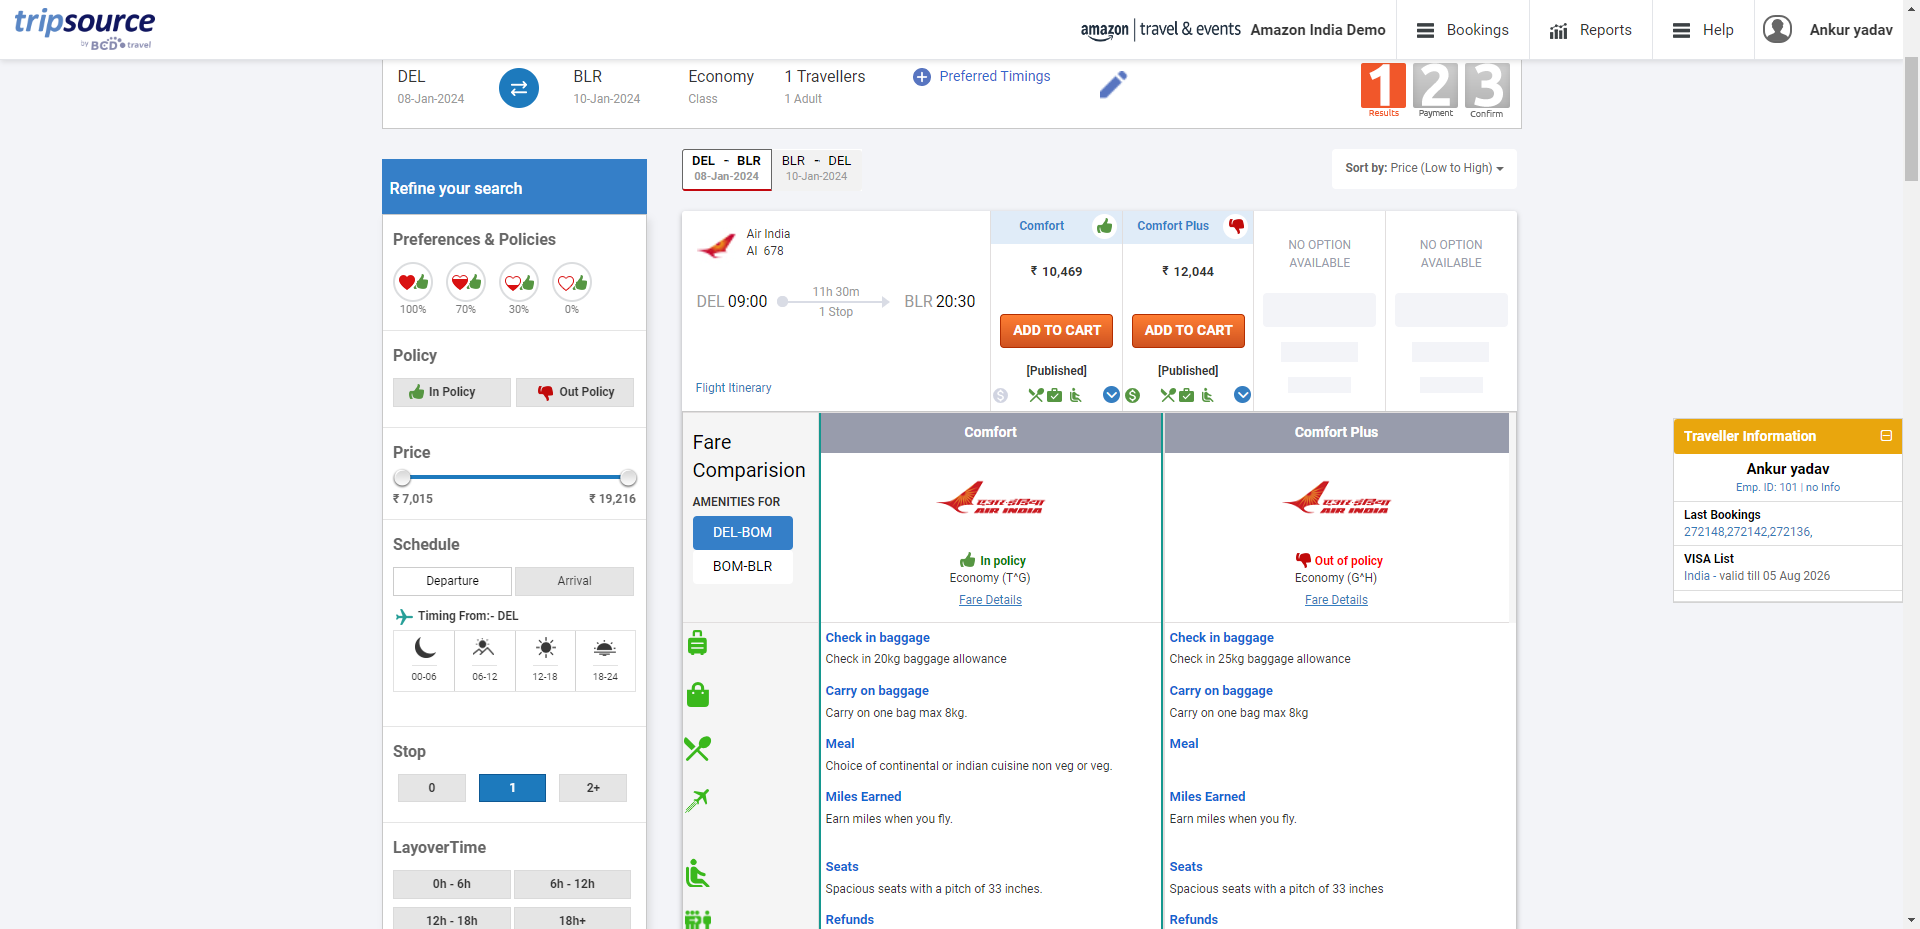 tripsource
by BCD travel
amazon | travel & events Amazon India Demo
Bookings
Reports
Help
Ankur yadav
DEL
08-Jan-2024
BLR
10-Jan-2024
Economy
Class
1 Travellers
1 Adult
Preferred Timings
1 2 3
Results Payment Confirm
Refine your search
Preferences & Policies
100% 70% 30% 0%
Policy
In Policy Out Policy
Price
₹ 7,015 ₹ 19,216
Schedule
Departure Arrival
Timing From:- DEL
00-06 06-12 12-18 18-24
Stop
0 1 2+
LayoverTime
0h - 6h 6h - 12h
12h - 18h 18h+
DEL - BLR
08-Jan-2024
BLR - DEL
10-Jan-2024
Sort by: Price (Low to High)
Air India
AI 678
DEL 09:00
11h 30m
1 Stop
BLR 20:30
Flight Itinerary
Comfort
₹ 10,469
ADD TO CART
[Published]
Comfort Plus
₹ 12,044
ADD TO CART
[Published]
NO OPTION
AVAILABLE
NO OPTION
AVAILABLE
Fare
Comparision
AMENITIES FOR
DEL-BOM
BOM-BLR
Comfort
एअर-इंडिया
AIR INDIA
In policy
Economy (T^G)
Fare Details
Comfort Plus
एअर-इंडिया
AIR INDIA
Out of policy
Economy (G^H)
Fare Details
Check in baggage
Check in 20kg baggage allowance
Check in baggage
Check in 25kg baggage allowance
Carry on baggage
Carry on one bag max 8kg.
Carry on baggage
Carry on one bag max 8kg
Meal
Choice of continental or indian cuisine non veg or veg.
Meal
Miles Earned
Earn miles when you fly.
Miles Earned
Earn miles when you fly.
Seats
Spacious seats with a pitch of 33 inches.
Seats
Spacious seats with a pitch of 33 inches
Refunds
Refunds
Traveller Information
Ankur yadav
Emp. ID: 101 | no Info
Last Bookings
272148,272142,272136,
VISA List
India - valid till 05 Aug 2026